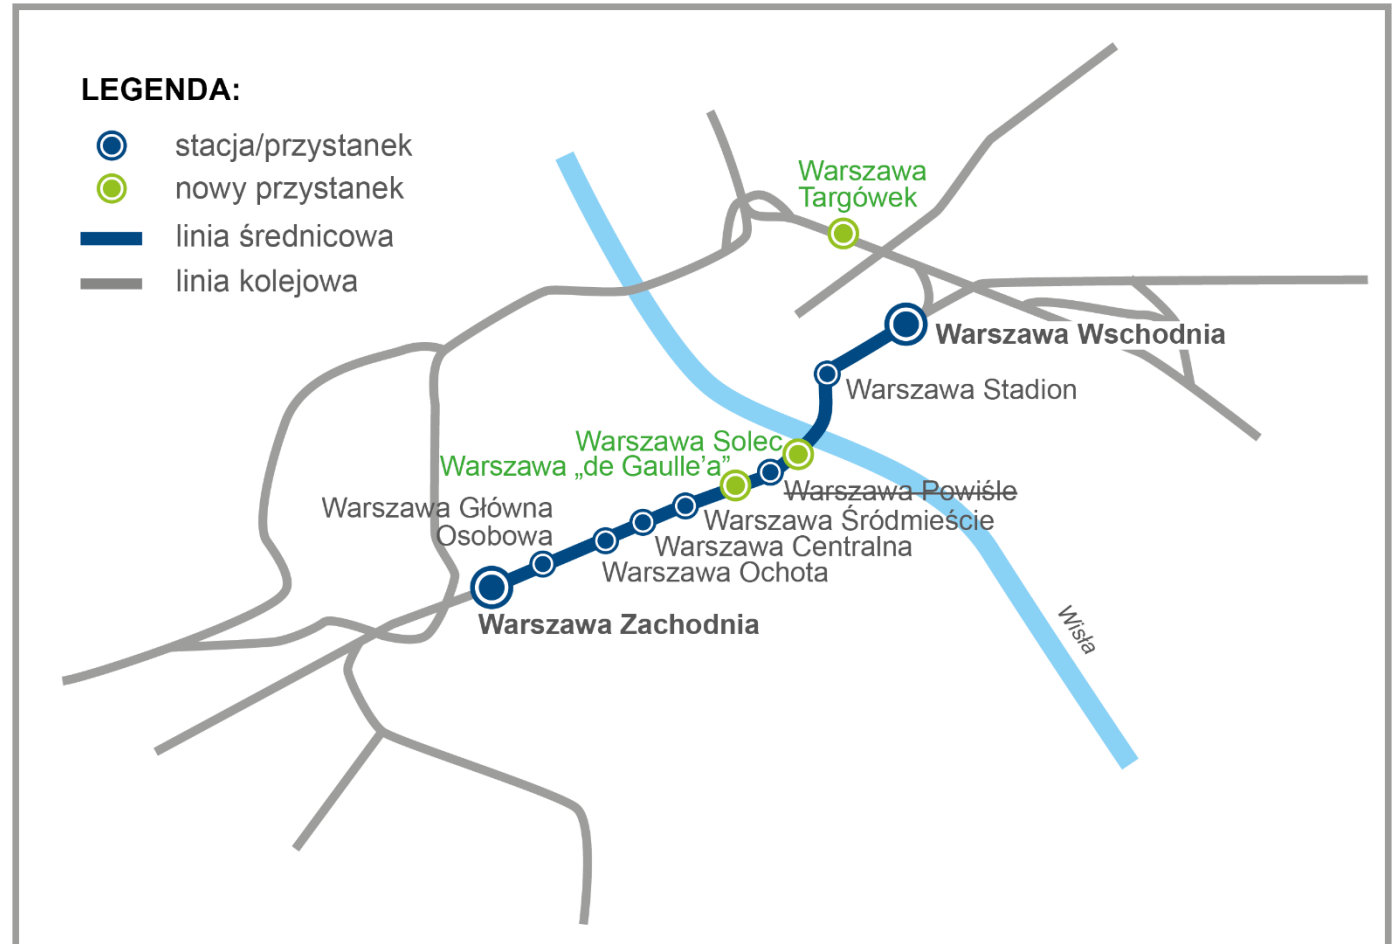 LEGENDA:
stacja/przystanek
nowy przystanek
linia średnicowa
linia kolejowa
Warszawa
Targówek
Warszawa Wschodnia
Warszawa Stadion
Warszawa Solec
Warszawa „de Gaulle’a”
Warszawa Powiśle
Warszawa Główna
Osobowa
Warszawa Śródmieście
Warszawa Centralna
Warszawa Ochota
Warszawa Zachodnia
Wisła